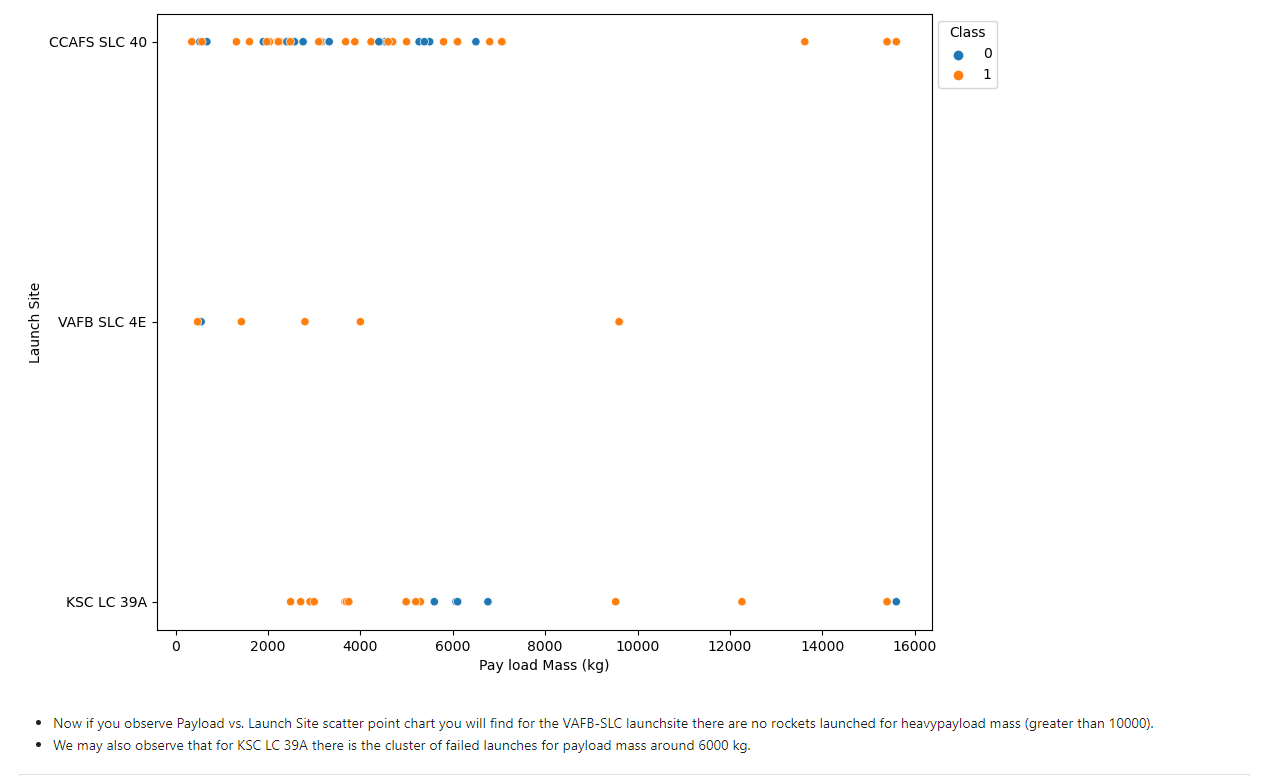 CCAFS SLC 40
VAFB SLC 4E
KSC LC 39A
Launch Site
0 2000 4000 6000 8000 10000 12000 14000 16000
Pay load Mass (kg)
Class
0
1
• Now if you observe Payload vs. Launch Site scatter point chart you will find for the VAFB-SLC launchsite there are no rockets launched for heavypayload mass (greater than 10000).
• We may also observe that for KSC LC 39A there is the cluster of failed launches for payload mass around 6000 kg.